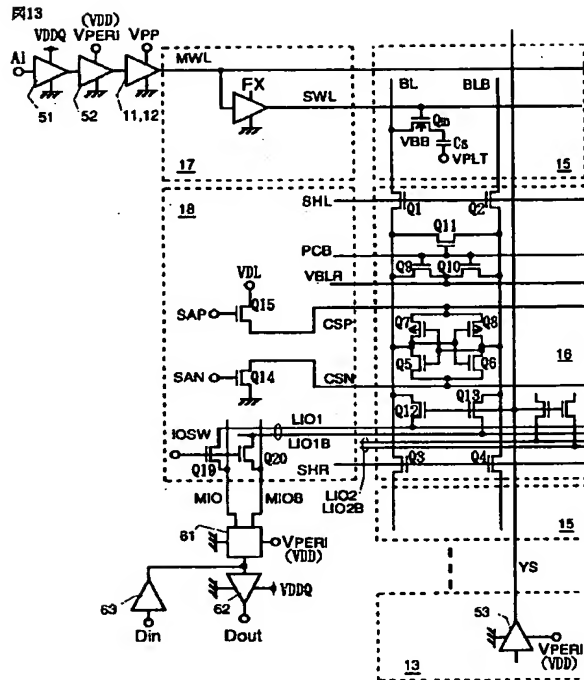 図13
VDDQ
(VDD)
VPERI
VPP
A1
51
52
11,12
MWL
FX
SWL
17
BL
BLB
Qm
VBB
Cs
VPLT
15
18
SHL
Q1
Q2
Q11
PCB
Q9
Q10
VBLR
VDL
Q15
SAP
CSP
Q7
Q8
SAN
Q14
CSN
Q5
Q6
16
Q12
Q13
IOSW
LIO1
LIO1B
Q19
Q20
SHR
Q3
Q4
LIO2
LIO2B
MIO
MIOB
15
61
VPERI
(VDD)
63
62
VDDQ
Din
Dout
YS
53
VPERI
(VDD)
13